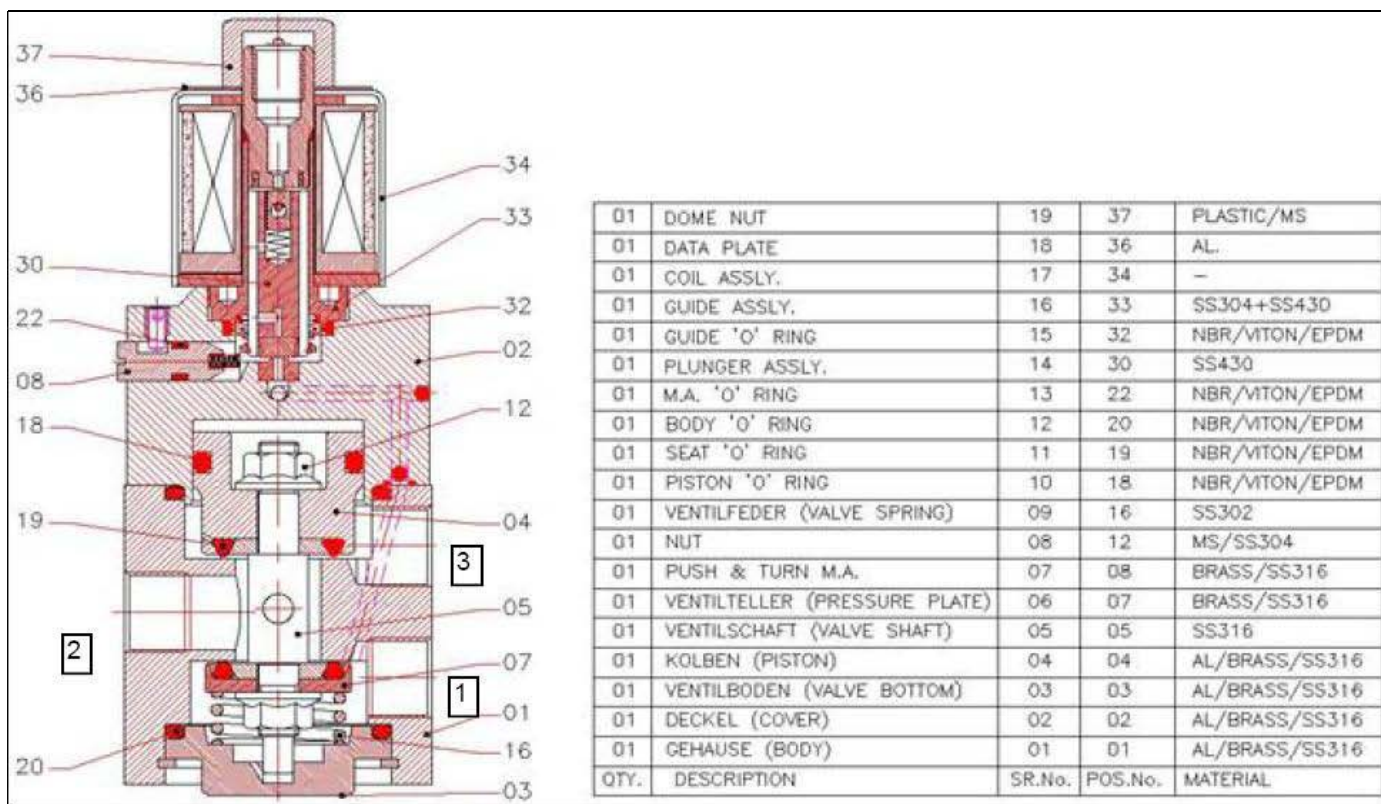 37
36
34
33
30
32
22
02
08
12
18
19
04
3
05
2
07
1
01
20
16
03
01 DOME NUT 19 37 PLASTIC/MS
01 DATA PLATE 18 36 AL.
01 COIL ASSLY. 17 34 –
01 GUIDE ASSLY. 16 33 SS304+SS430
01 GUIDE 'O' RING 15 32 NBR/VITON/EPDM
01 PLUNGER ASSLY. 14 30 SS430
01 M.A. 'O' RING 13 22 NBR/VITON/EPDM
01 BODY 'O' RING 12 20 NBR/VITON/EPDM
01 SEAT 'O' RING 11 19 NBR/VITON/EPDM
01 PISTON 'O' RING 10 18 NBR/VITON/EPDM
01 VENTILFEDER (VALVE SPRING) 09 16 SS302
01 NUT 08 12 MS/SS304
01 PUSH & TURN M.A. 07 08 BRASS/SS316
01 VENTILTELLER (PRESSURE PLATE) 06 07 BRASS/SS316
01 VENTILSCHAFT (VALVE SHAFT) 05 05 SS316
01 KOLBEN (PISTON) 04 04 AL/BRASS/SS316
01 VENTILBODEN (VALVE BOTTOM) 03 03 AL/BRASS/SS316
01 DECKEL (COVER) 02 02 AL/BRASS/SS316
01 GEHAUSE (BODY) 01 01 AL/BRASS/SS316
QTY. DESCRIPTION SR.No. POS.No. MATERIAL